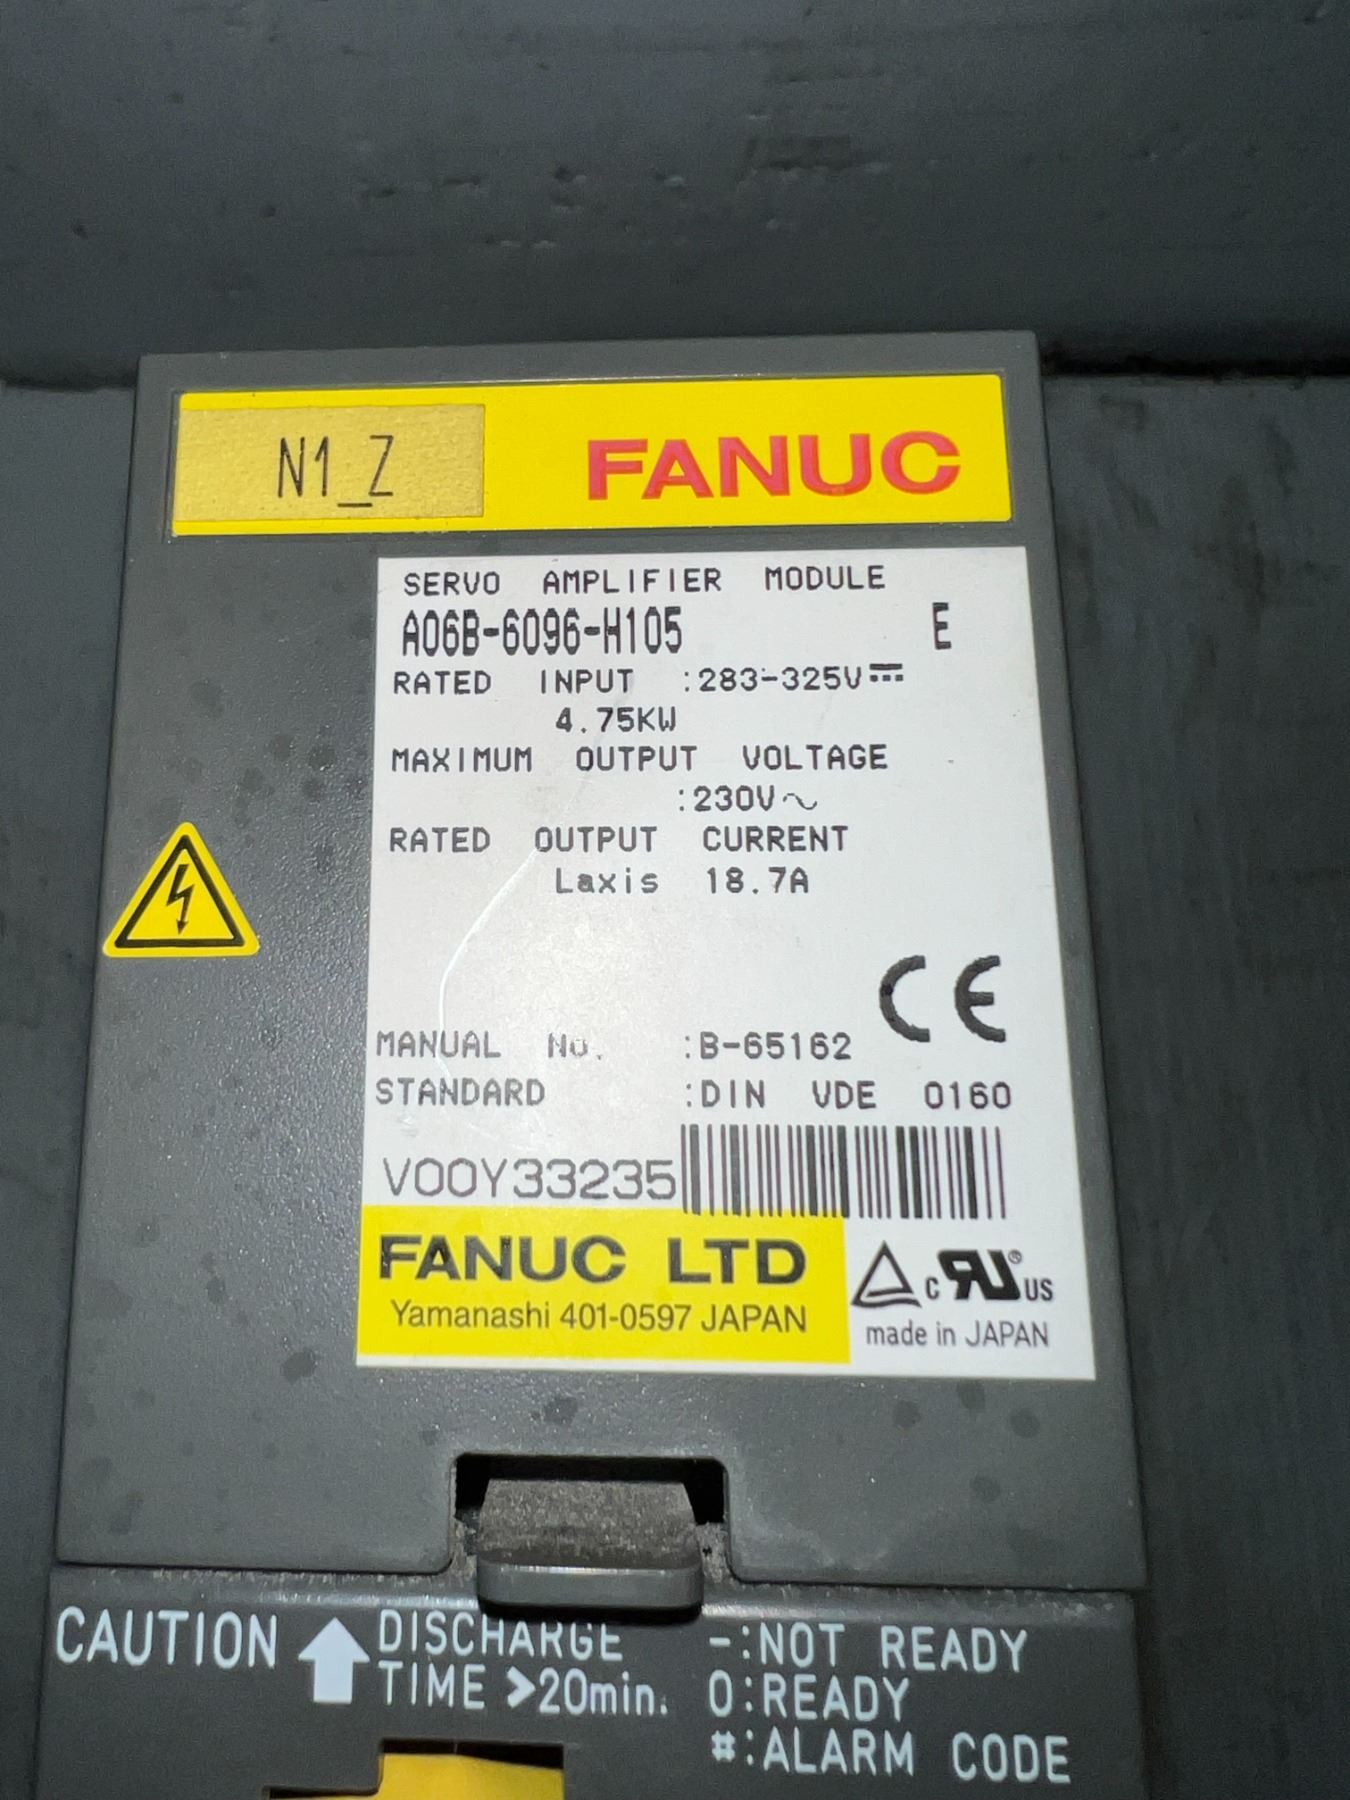 N1_Z
FANUC
SERVO AMPLIFIER MODULE
A06B-6096-H105 E
RATED INPUT :283-325V⎓
4.75KW
MAXIMUM OUTPUT VOLTAGE
:230V∿
RATED OUTPUT CURRENT
Laxis 18.7A
CE
MANUAL No. :B-65162
STANDARD :DIN VDE 0160
V00Y33235
FANUC LTD
Yamanashi 401-0597 JAPAN
c RU® US
made in JAPAN
CAUTION
DISCHARGE
TIME >20min.
-:NOT READY
0:READY
#:ALARM CODE